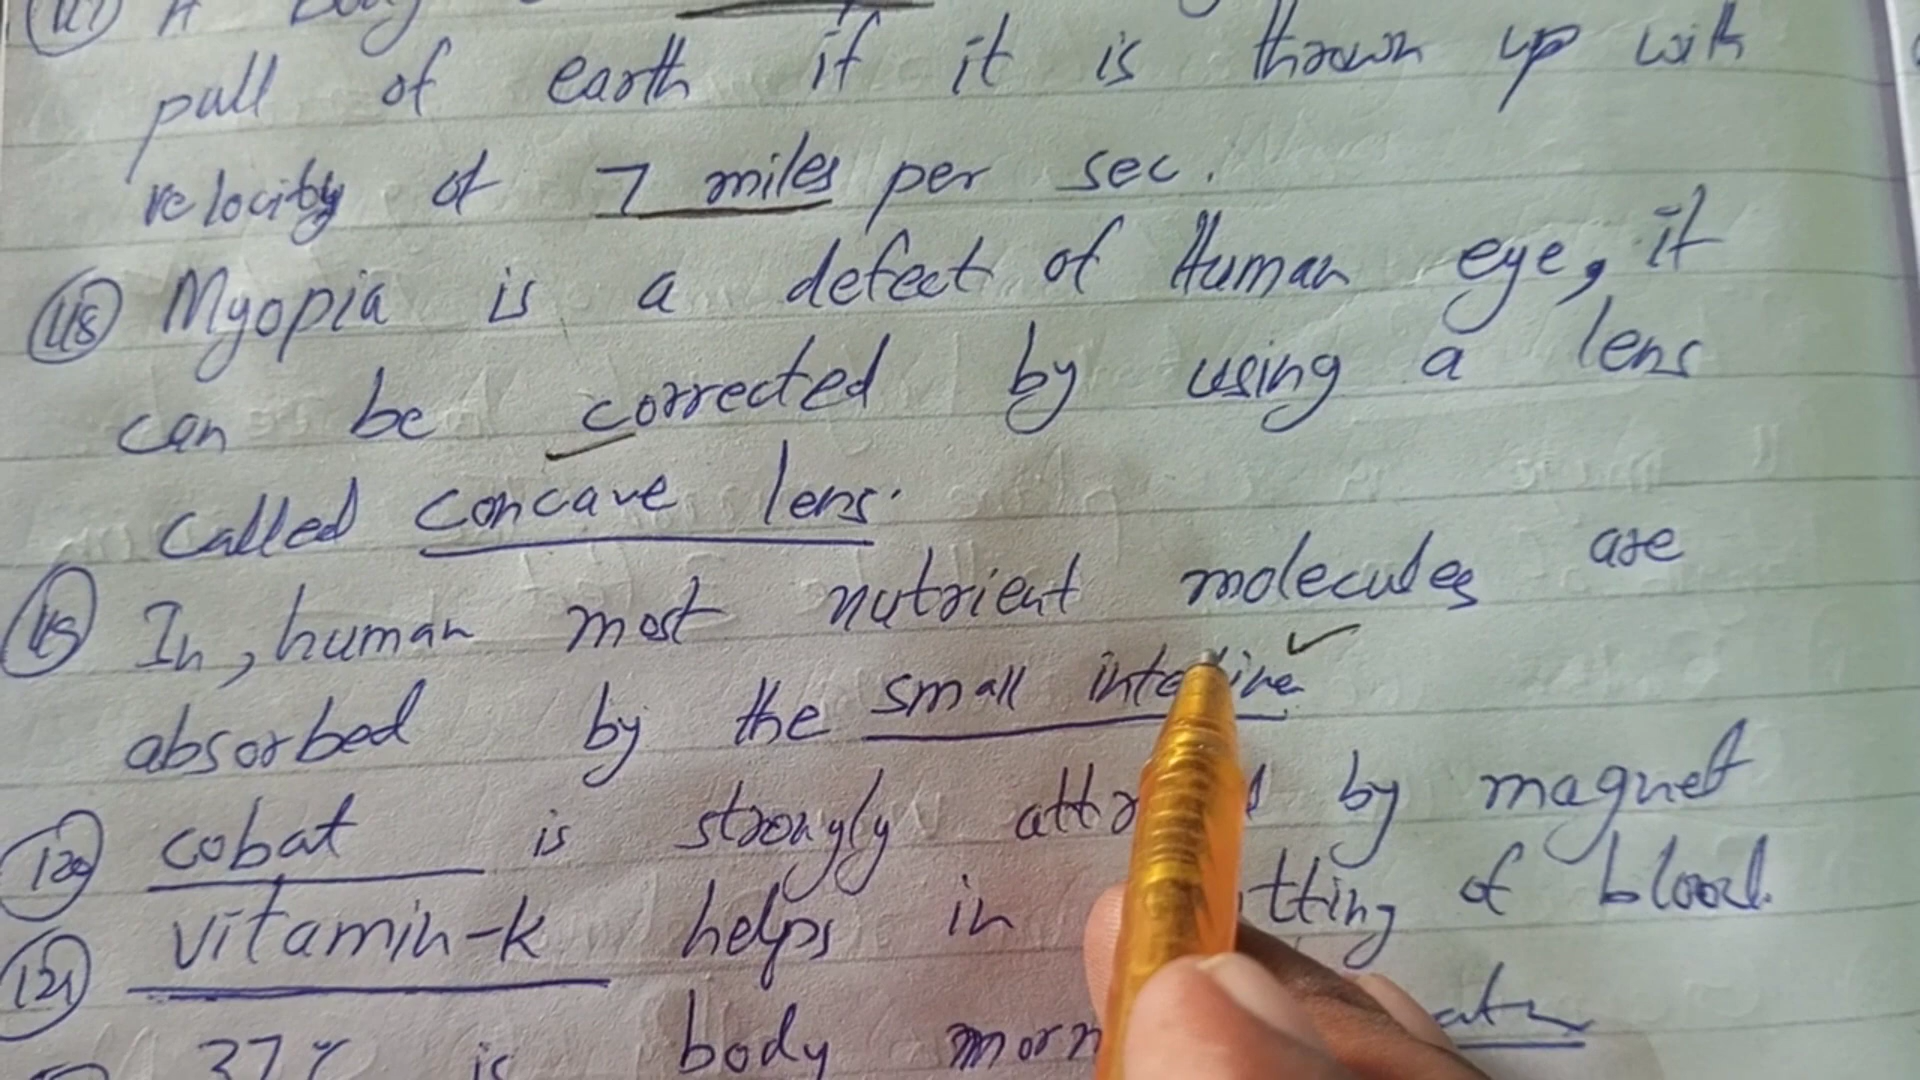 pull of earth if it is thrown up with
velocity of 7 miles per sec.
118 Myopia is a defect of Human eye, it
can be corrected by using a lens
called concave lens.
119 In, human most nutrient molecules are
absorbed by the small
120 cobat is strongly by magnet
121 vitamin-k helps in of blood.
is body